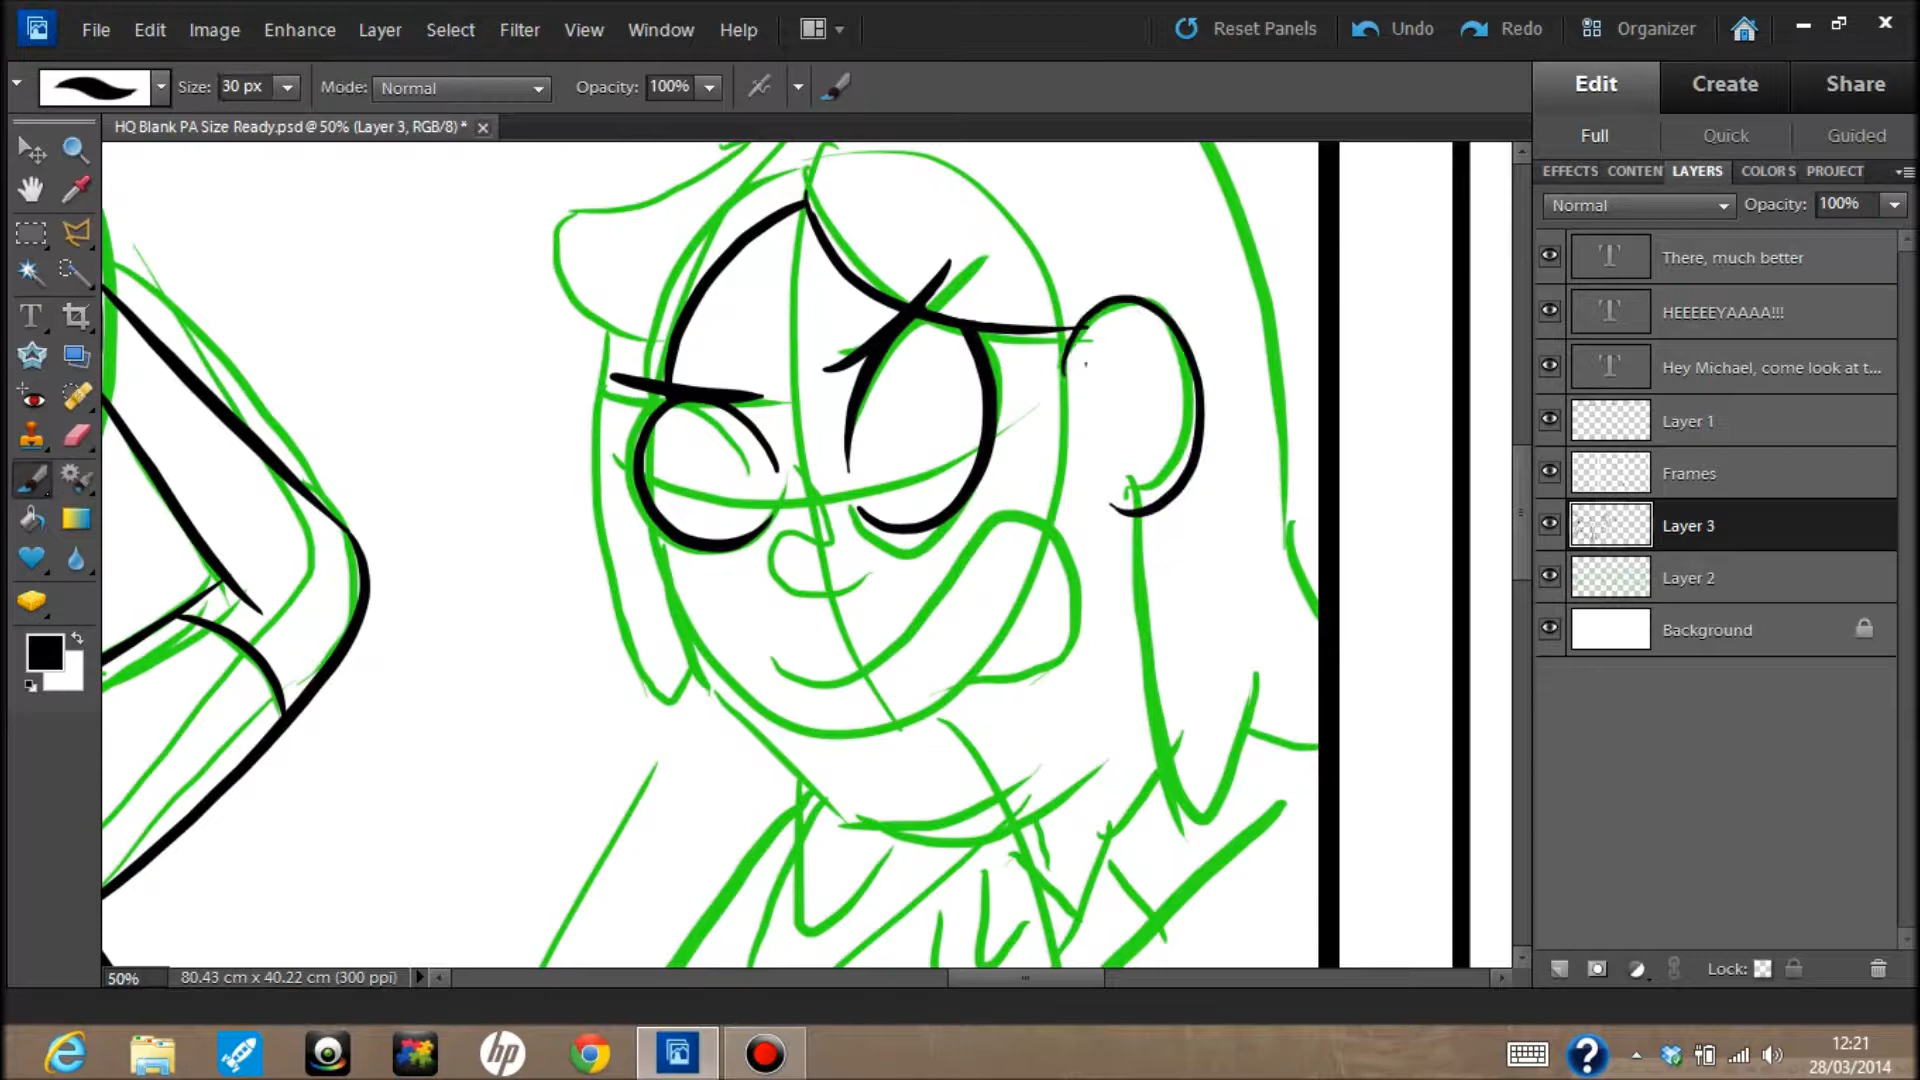 File Edit Image Enhance Layer Select Filter View Window Help Reset Panels Undo Redo Organizer
Size: 30 px Mode: Normal Opacity: 100%
Edit Create Share
HQ Blank PA Size Ready.psd @ 50% (Layer 3, RGB/8) *
Full Quick Guided
EFFECTS CONTEN LAYERS COLORS PROJECT
Normal Opacity: 100%
There, much better
HEEEEEYAAAA!!!
Hey Michael, come look at t...
Layer 1
Frames
Layer 3
Layer 2
Background
Lock:
50% 80.43 cm x 40.22 cm (300 ppi)
hp
12:21
28/03/2014